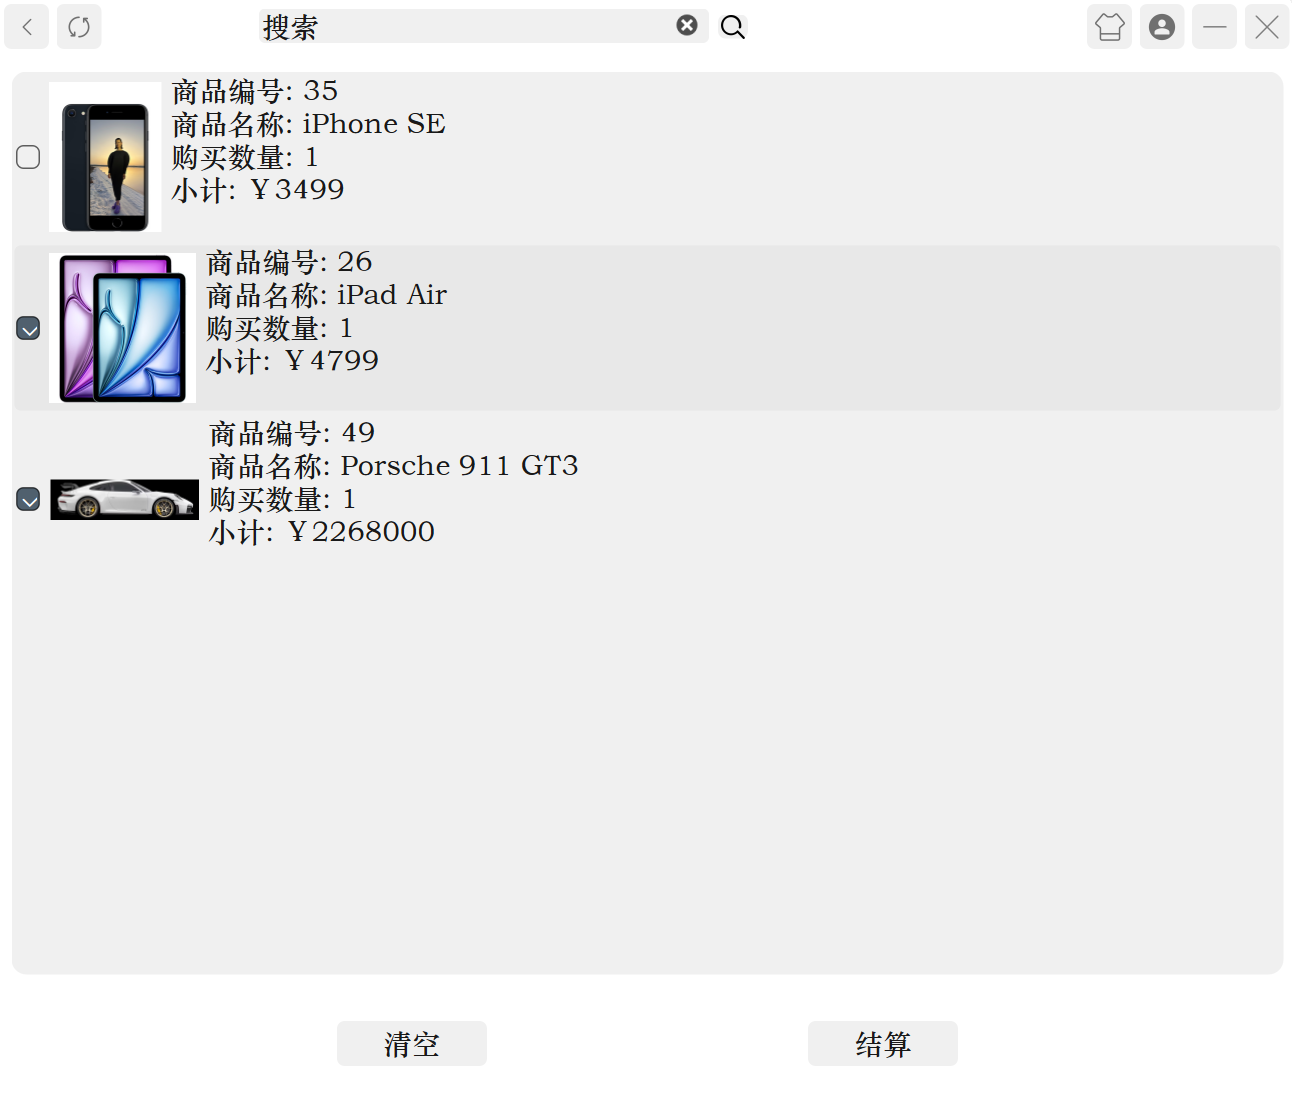 搜索
商品编号: 35
商品名称: iPhone SE
购买数量: 1
小计: ￥3499
商品编号: 26
商品名称: iPad Air
购买数量: 1
小计: ￥4799
商品编号: 49
商品名称: Porsche 911 GT3
购买数量: 1
小计: ￥2268000
清空
结算